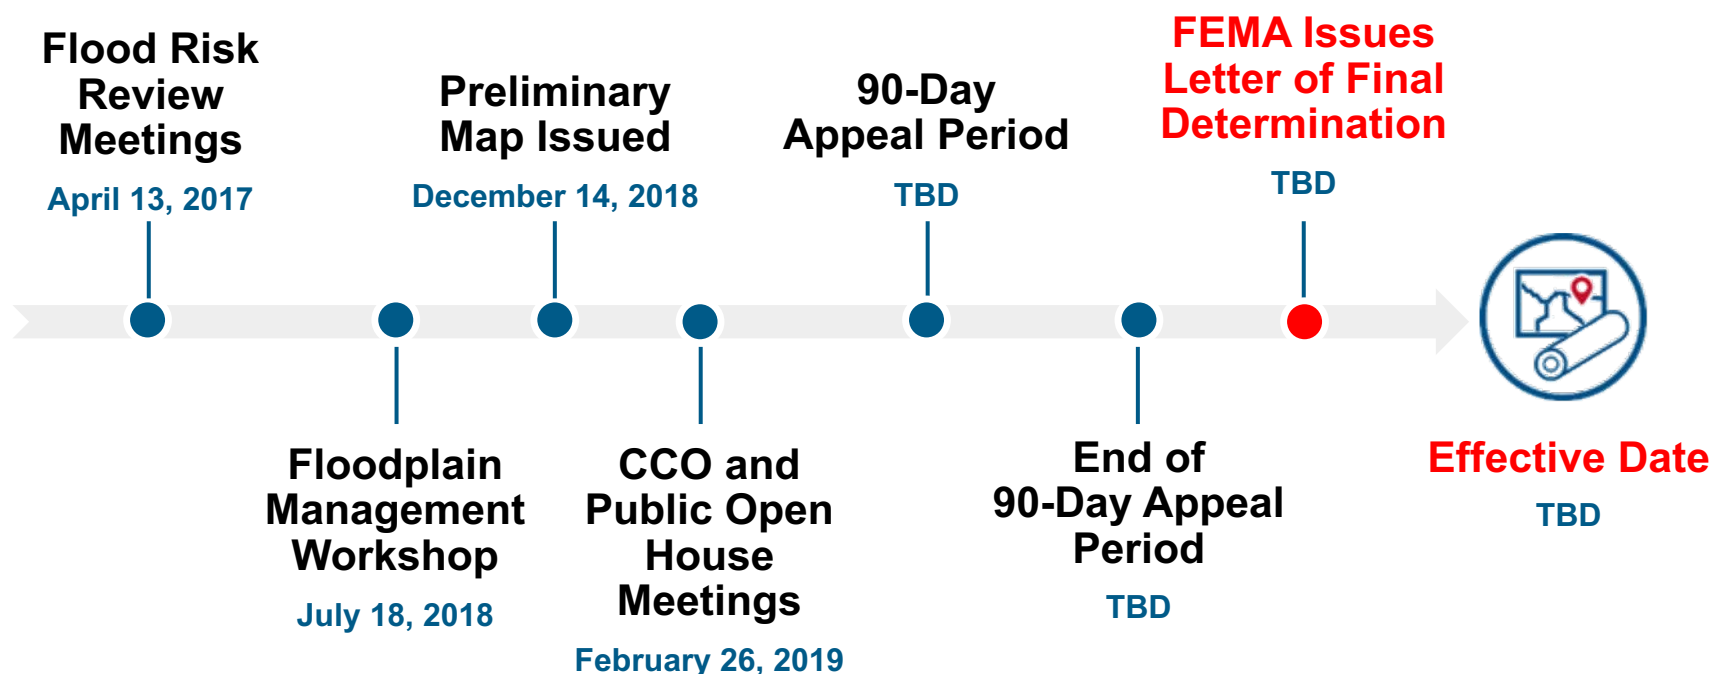 Flood Risk
Review
Meetings
April 13, 2017
Preliminary
Map Issued
December 14, 2018
90-Day
Appeal Period
TBD
FEMA Issues
Letter of Final
Determination
TBD
Floodplain
Management
Workshop
July 18, 2018
CCO and
Public Open
House
Meetings
February 26, 2019
End of
90-Day Appeal
Period
TBD
Effective Date
TBD